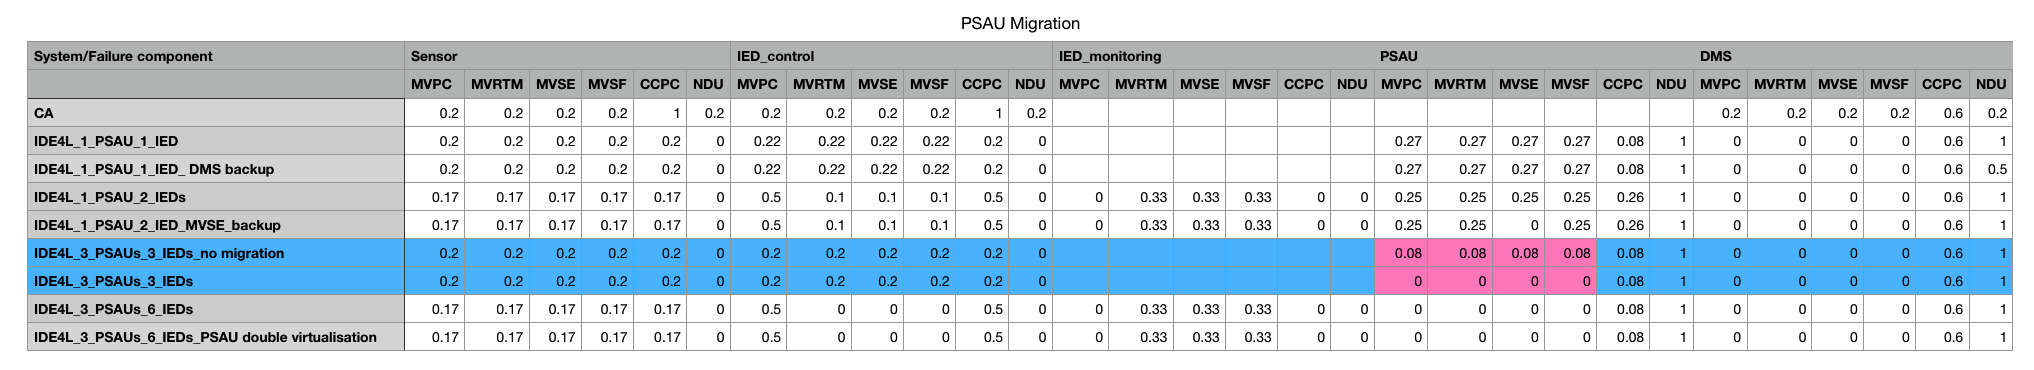 PSAU Migration
System/Failure component Sensor IED_control IED_monitoring PSAU DMS
MVPC MVRTM MVSE MVSF CCPC NDU MVPC MVRTM MVSE MVSF CCPC NDU MVPC MVRTM MVSE MVSF CCPC NDU MVPC MVRTM MVSE MVSF CCPC NDU MVPC MVRTM MVSE MVSF CCPC NDU
CA 0.2 0.2 0.2 0.2 1 0.2 0.2 0.2 0.2 0.2 1 0.2 0.2 0.2 0.2 0.2 0.6 0.2
IDE4L_1_PSAU_1_IED 0.2 0.2 0.2 0.2 0.2 0 0.22 0.22 0.22 0.22 0.2 0 0.27 0.27 0.27 0.27 0.08 1 0 0 0 0 0.6 1
IDE4L_1_PSAU_1_IED_ DMS backup 0.2 0.2 0.2 0.2 0.2 0 0.22 0.22 0.22 0.22 0.2 0 0.27 0.27 0.27 0.27 0.08 1 0 0 0 0 0.6 0.5
IDE4L_1_PSAU_2_IEDs 0.17 0.17 0.17 0.17 0.17 0 0.5 0.1 0.1 0.1 0.5 0 0 0.33 0.33 0.33 0 0 0.25 0.25 0.25 0.25 0.26 1 0 0 0 0 0.6 1
IDE4L_1_PSAU_2_IED_MVSE_backup 0.17 0.17 0.17 0.17 0.17 0 0.5 0.1 0.1 0.1 0.5 0 0 0.33 0.33 0.33 0 0 0.25 0.25 0 0.25 0.26 1 0 0 0 0 0.6 1
IDE4L_3_PSAUs_3_IEDs_no migration 0.2 0.2 0.2 0.2 0.2 0 0.2 0.2 0.2 0.2 0.2 0 0.08 0.08 0.08 0.08 0.08 1 0 0 0 0 0.6 1
IDE4L_3_PSAUs_3_IEDs 0.2 0.2 0.2 0.2 0.2 0 0.2 0.2 0.2 0.2 0.2 0 0 0 0 0 0.08 1 0 0 0 0 0.6 1
IDE4L_3_PSAUs_6_IEDs 0.17 0.17 0.17 0.17 0.17 0 0.5 0 0 0 0.5 0 0 0.33 0.33 0.33 0 0 0 0 0 0 0.08 1 0 0 0 0 0.6 1
IDE4L_3_PSAUs_6_IEDs_PSAU double virtualisation 0.17 0.17 0.17 0.17 0.17 0 0.5 0 0 0 0.5 0 0 0.33 0.33 0.33 0 0 0 0 0 0 0.08 1 0 0 0 0 0.6 1